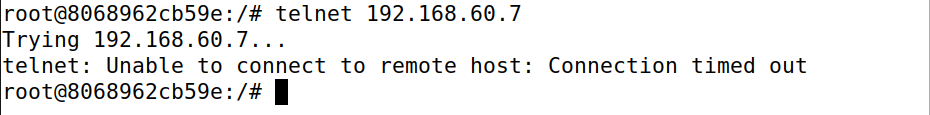 root@8068962cb59e:/# telnet 192.168.60.7
Trying 192.168.60.7...
telnet: Unable to connect to remote host: Connection timed out
root@8068962cb59e:/#